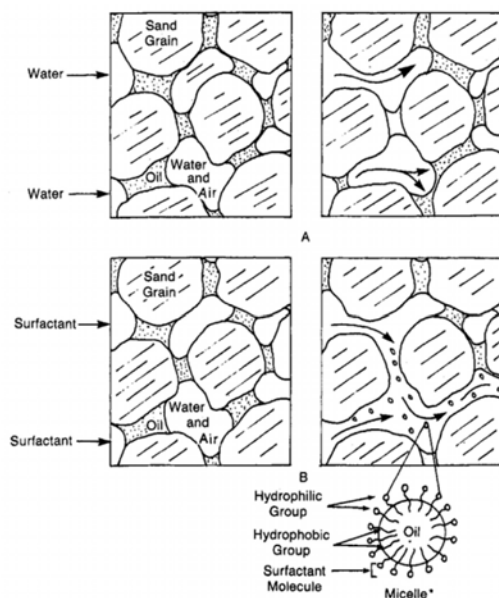 Sand
Grain
Water
Oil
Water
and
Air
Water
A
Sand
Grain
Surfactant
Oil
Water
and
Air
Surfactant
B
Hydrophilic
Group
Hydrophobic
Group
Oil
Surfactant
Molecule
Micelle*